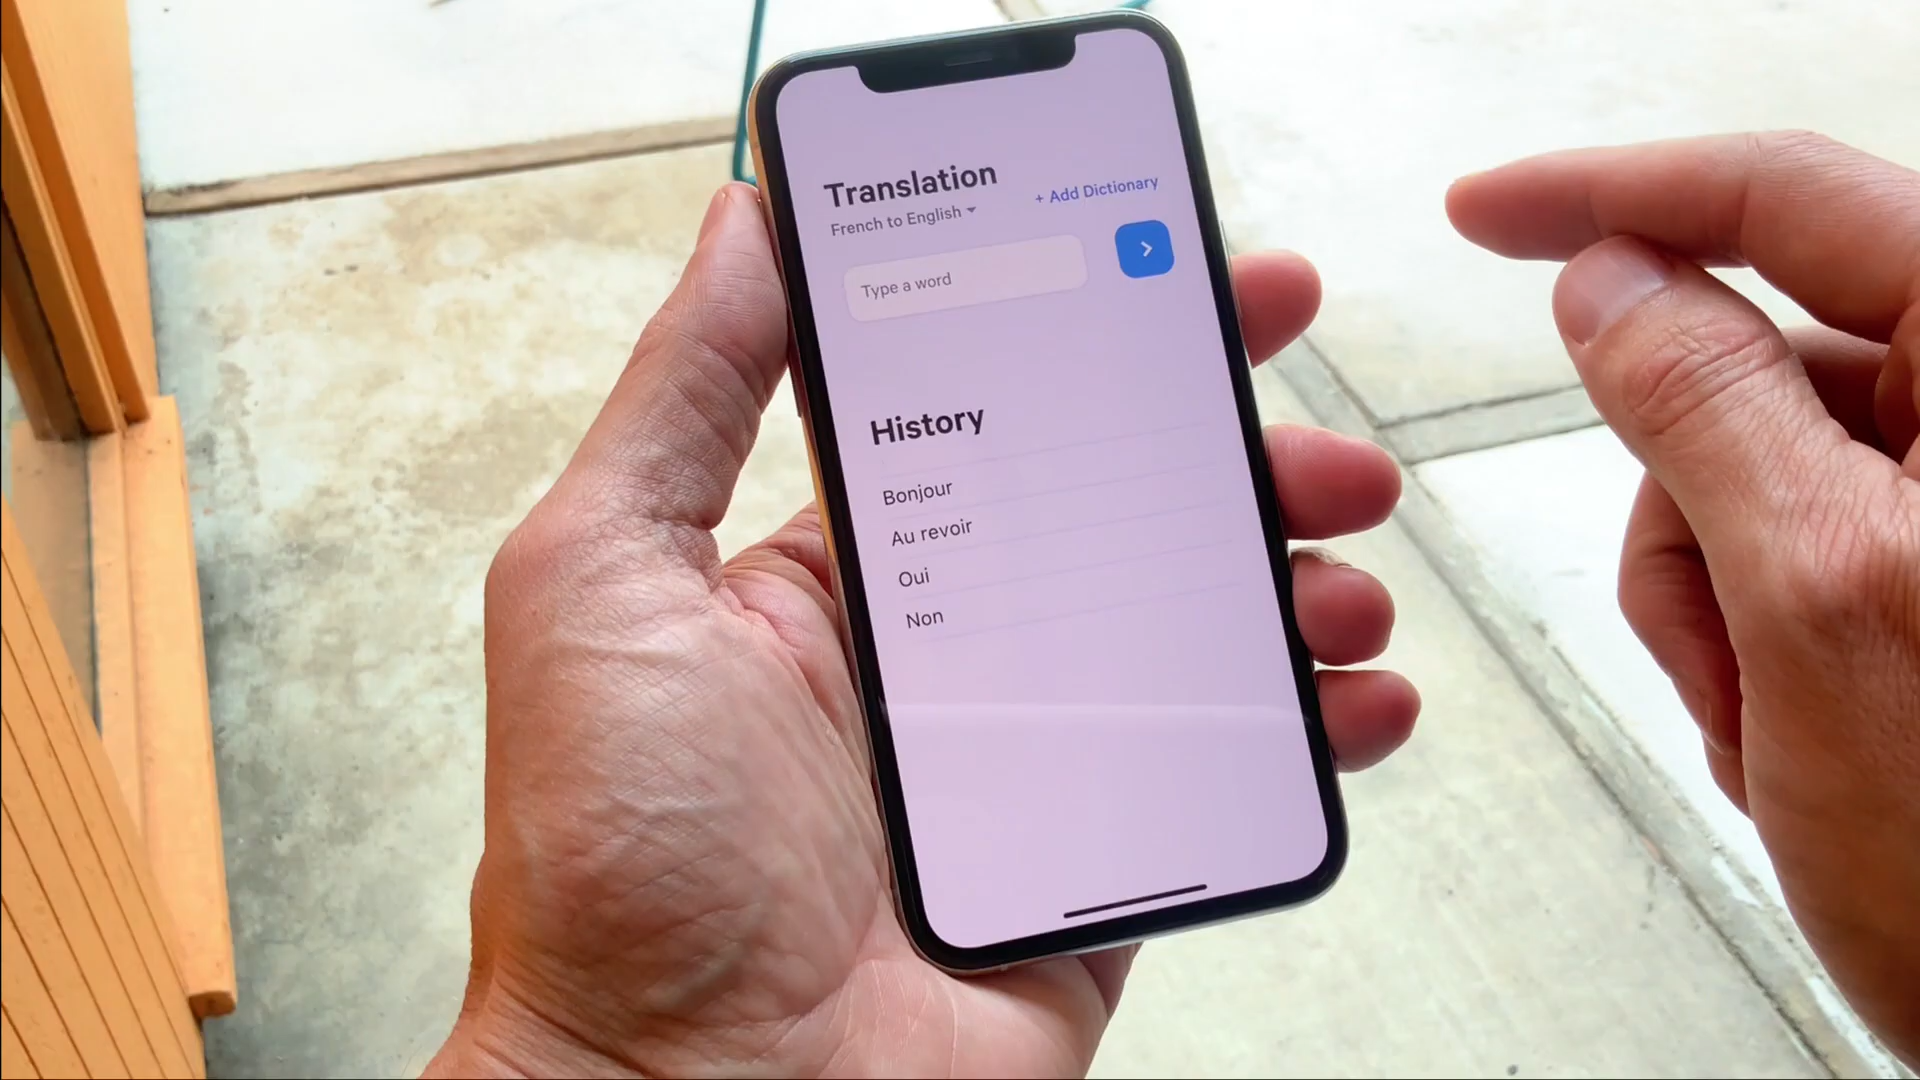 Translation
+ Add Dictionary
French to English
Type a word
History
Bonjour
Au revoir
Oui
Non